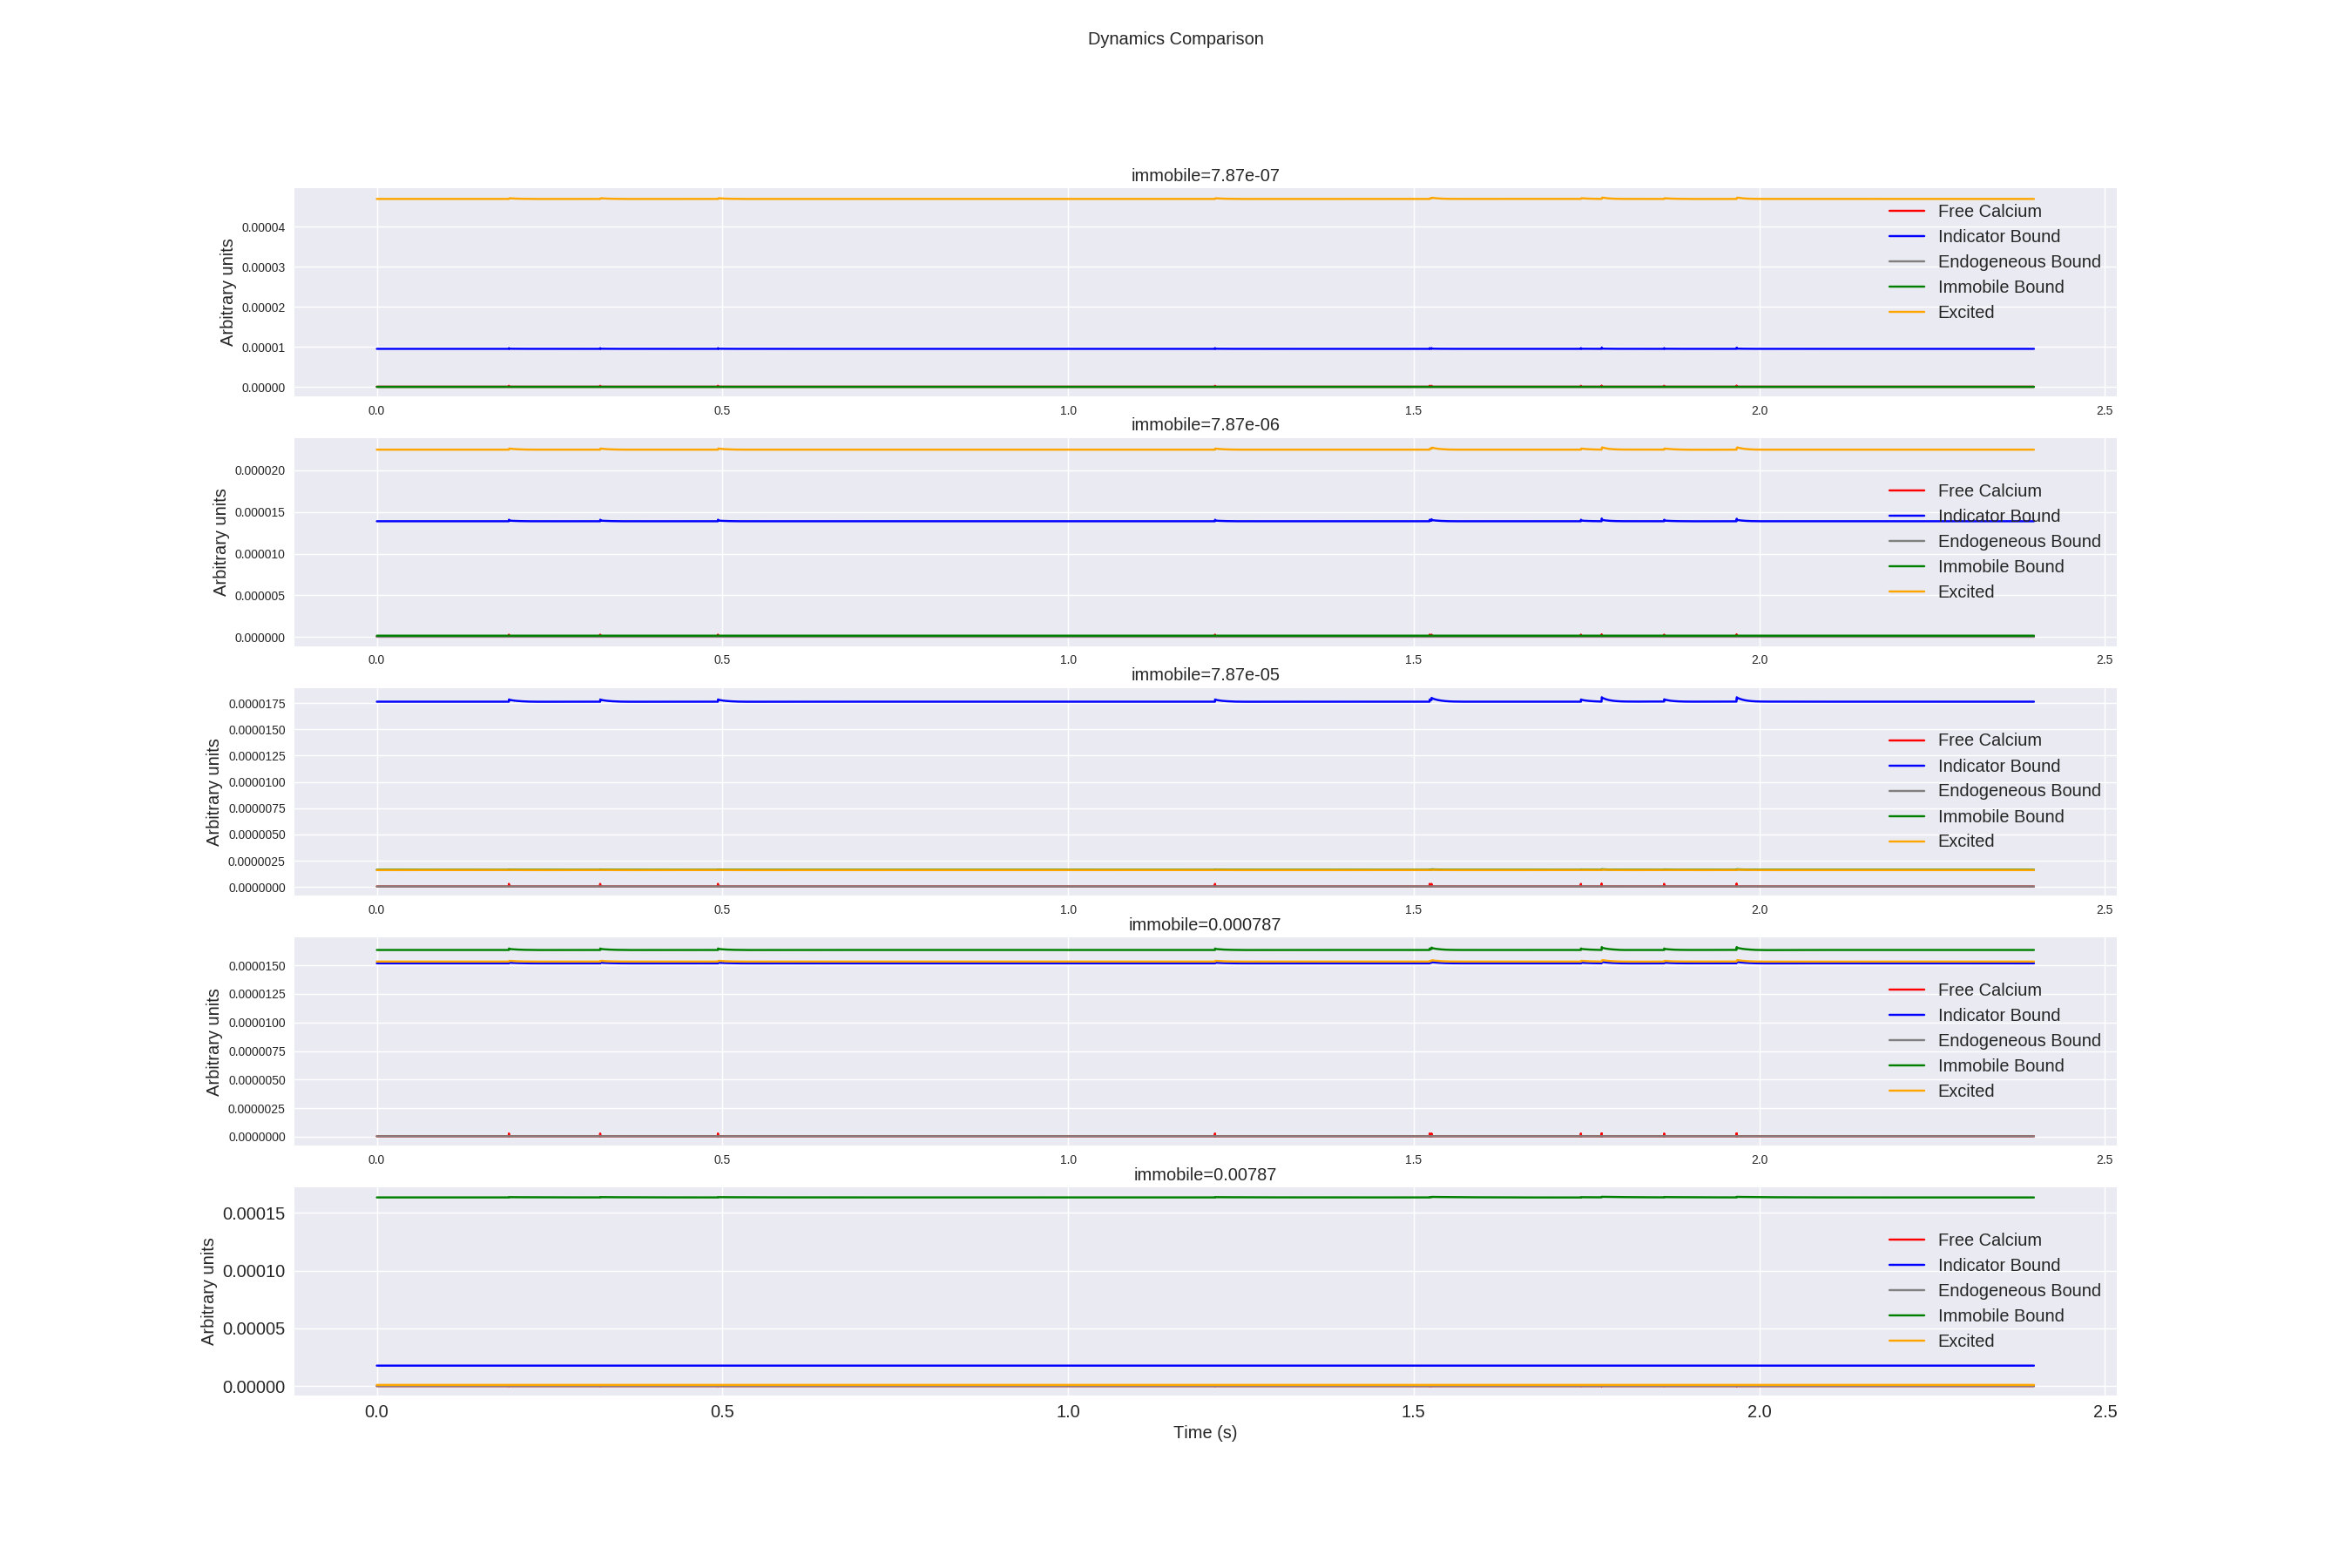 Dynamics Comparison
immobile=7.87e-07
Arbitrary units
0.00004
0.00003
0.00002
0.00001
0.00000
Free Calcium
Indicator Bound
Endogeneous Bound
Immobile Bound
Excited
0.0 0.5 1.0 1.5 2.0 2.5
immobile=7.87e-06
Arbitrary units
0.000020
0.000015
0.000010
0.000005
0.000000
Free Calcium
Indicator Bound
Endogeneous Bound
Immobile Bound
Excited
0.0 0.5 1.0 1.5 2.0 2.5
immobile=7.87e-05
Arbitrary units
0.0000175
0.0000150
0.0000125
0.0000100
0.0000075
0.0000050
0.0000025
0.0000000
Free Calcium
Indicator Bound
Endogeneous Bound
Immobile Bound
Excited
0.0 0.5 1.0 1.5 2.0 2.5
immobile=0.000787
Arbitrary units
0.0000150
0.0000125
0.0000100
0.0000075
0.0000050
0.0000025
0.0000000
Free Calcium
Indicator Bound
Endogeneous Bound
Immobile Bound
Excited
0.0 0.5 1.0 1.5 2.0 2.5
immobile=0.00787
Arbitrary units
0.00015
0.00010
0.00005
0.00000
Free Calcium
Indicator Bound
Endogeneous Bound
Immobile Bound
Excited
0.0 0.5 1.0 1.5 2.0 2.5
Time (s)